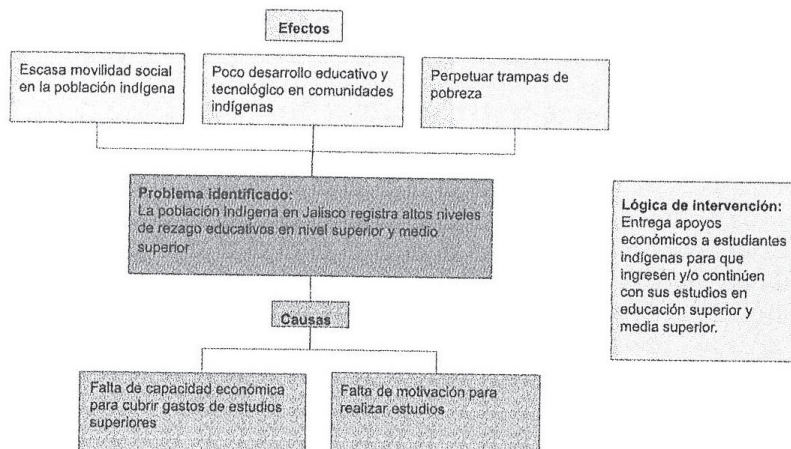 Efectos
Escasa movilidad social
en la población indígena
Poco desarrollo educativo y
tecnológico en comunidades
indígenas
Perpetuar trampas de
pobreza
Problema identificado:
La población indígena en Jalisco registra altos niveles
de rezago educativos en nivel superior y medio
superior
Lógica de intervención:
Entrega apoyos
económicos a estudiantes
indígenas para que
ingresen y/o continúen
con sus estudios en
educación superior y
media superior.
Causas
Falta de capacidad económica
para cubrir gastos de estudios
superiores
Falta de motivación para
realizar estudios